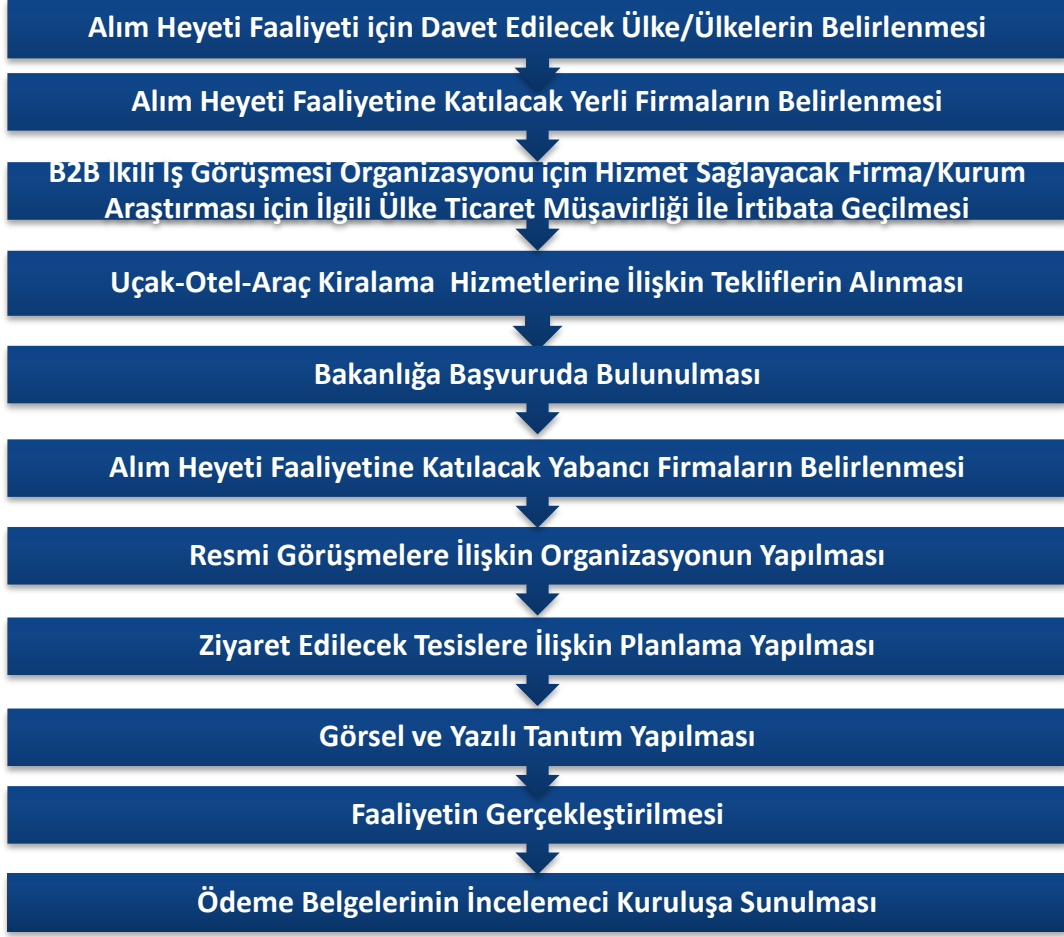 Alım Heyeti Faaliyeti için Davet Edilecek Ülke/Ülkelerin Belirlenmesi
Alım Heyeti Faaliyetine Katılacak Yerli Firmaların Belirlenmesi
B2B İkili İş Görüşmesi Organizasyonu için Hizmet Sağlayacak Firma/Kurum
Araştırması için İlgili Ülke Ticaret Müşavirliği İle İrtibata Geçilmesi
Uçak-Otel-Araç Kiralama Hizmetlerine İlişkin Tekliflerin Alınması
Bakanlığa Başvuruda Bulunulması
Alım Heyeti Faaliyetine Katılacak Yabancı Firmaların Belirlenmesi
Resmi Görüşmelere İlişkin Organizasyonun Yapılması
Ziyaret Edilecek Tesislere İlişkin Planlama Yapılması
Görsel ve Yazılı Tanıtım Yapılması
Faaliyetin Gerçekleştirilmesi
Ödeme Belgelerinin İncelemeci Kuruluşa Sunulması